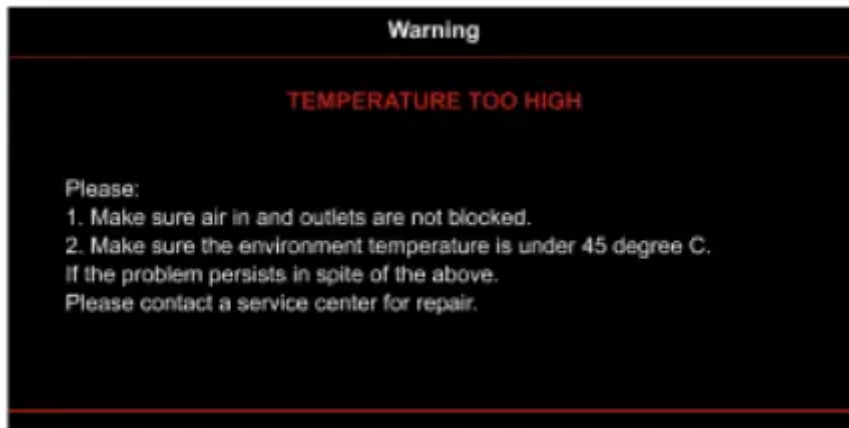 Warning
TEMPERATURE TOO HIGH
Please:
1. Make sure air in and outlets are not blocked.
2. Make sure the environment temperature is under 45 degree C.
If the problem persists in spite of the above.
Please contact a service center for repair.